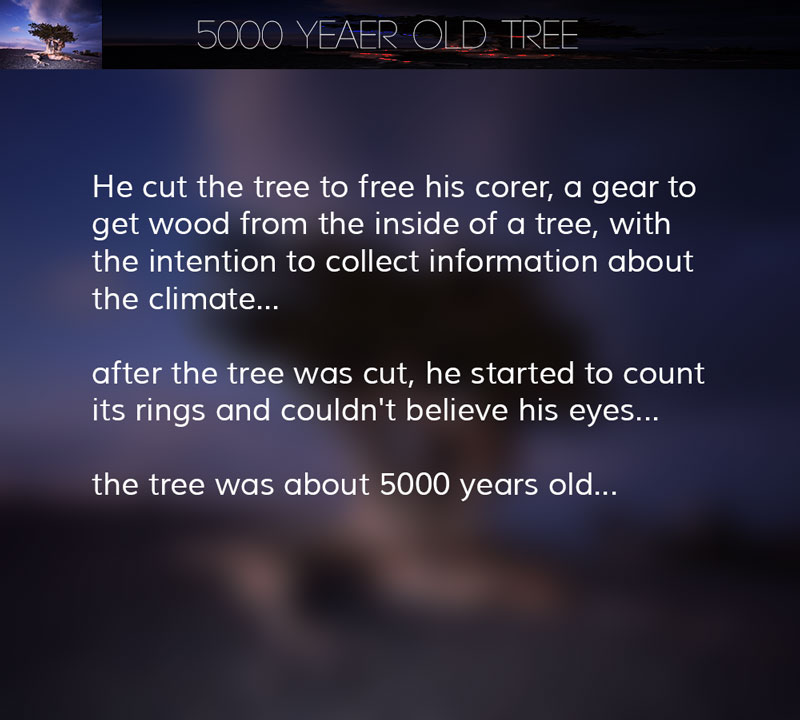 5000 YEAER OLD TREE
He cut the tree to free his corer, a gear to
get wood from the inside of a tree, with
the intention to collect information about
the climate...
after the tree was cut, he started to count
its rings and couldn't believe his eyes...
the tree was about 5000 years old...